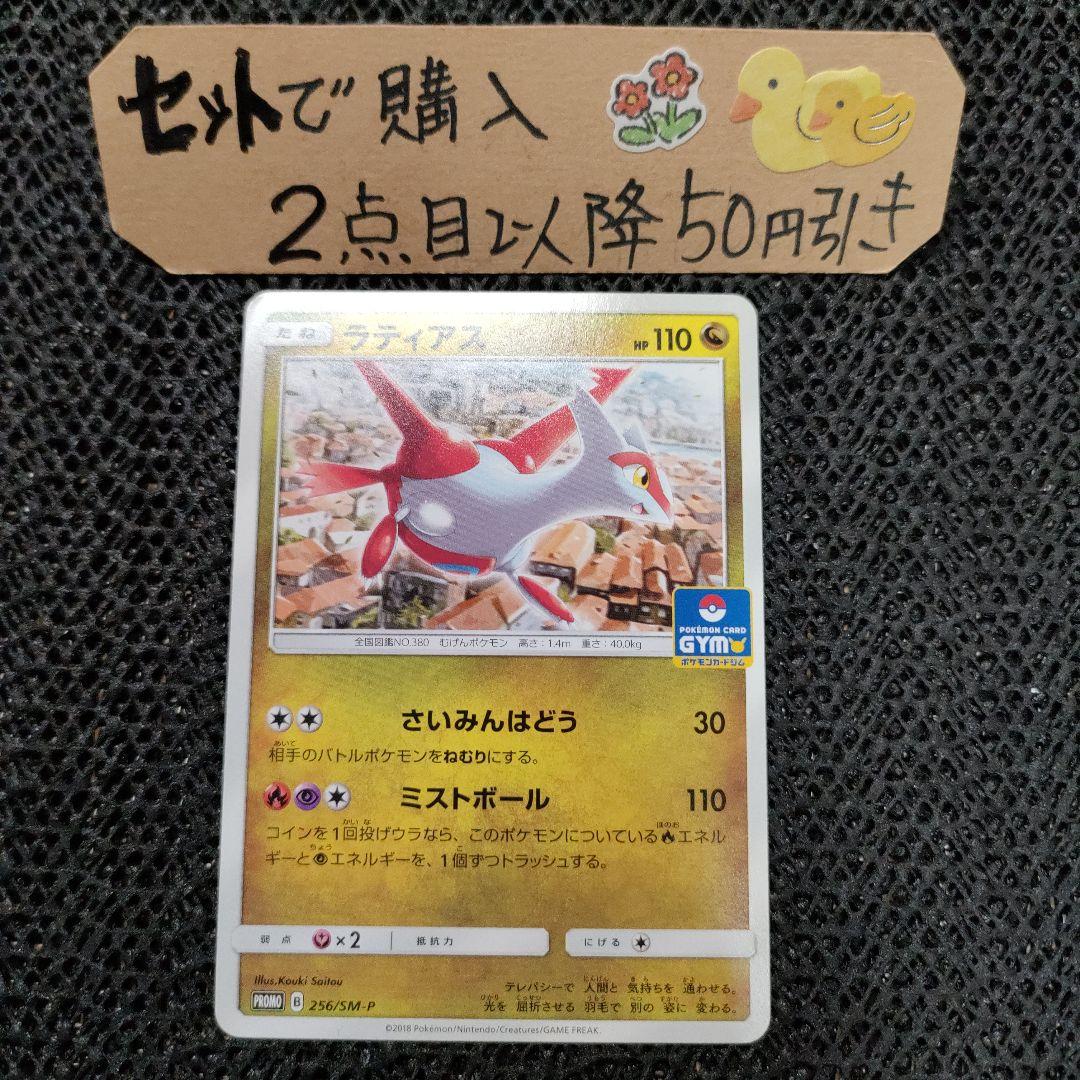 セットで購入
2点目以降50円引き
たね ラティアス HP 110
全国図鑑NO.380 むげんポケモン 高さ：1.4m 重さ：40.0kg
POKÉMON CARD
GYM
ポケモンカードジム
さいみんはどう 30
相手のバトルポケモンをねむりにする。
ミストボール 110
コインを1回投げウラなら、このポケモンについているエネル
ギーとエネルギーを、1個ずつトラッシュする。
弱点 ×2 抵抗力 にげる
Illus.Kouki Saitou
テレパシーで 人間と 気持ちを 通わせる。
光を 屈折させる 羽毛で 別の 姿に 変わる。
PROMO B 256/SM-P
©2018 Pokémon/Nintendo/Creatures/GAME FREAK.